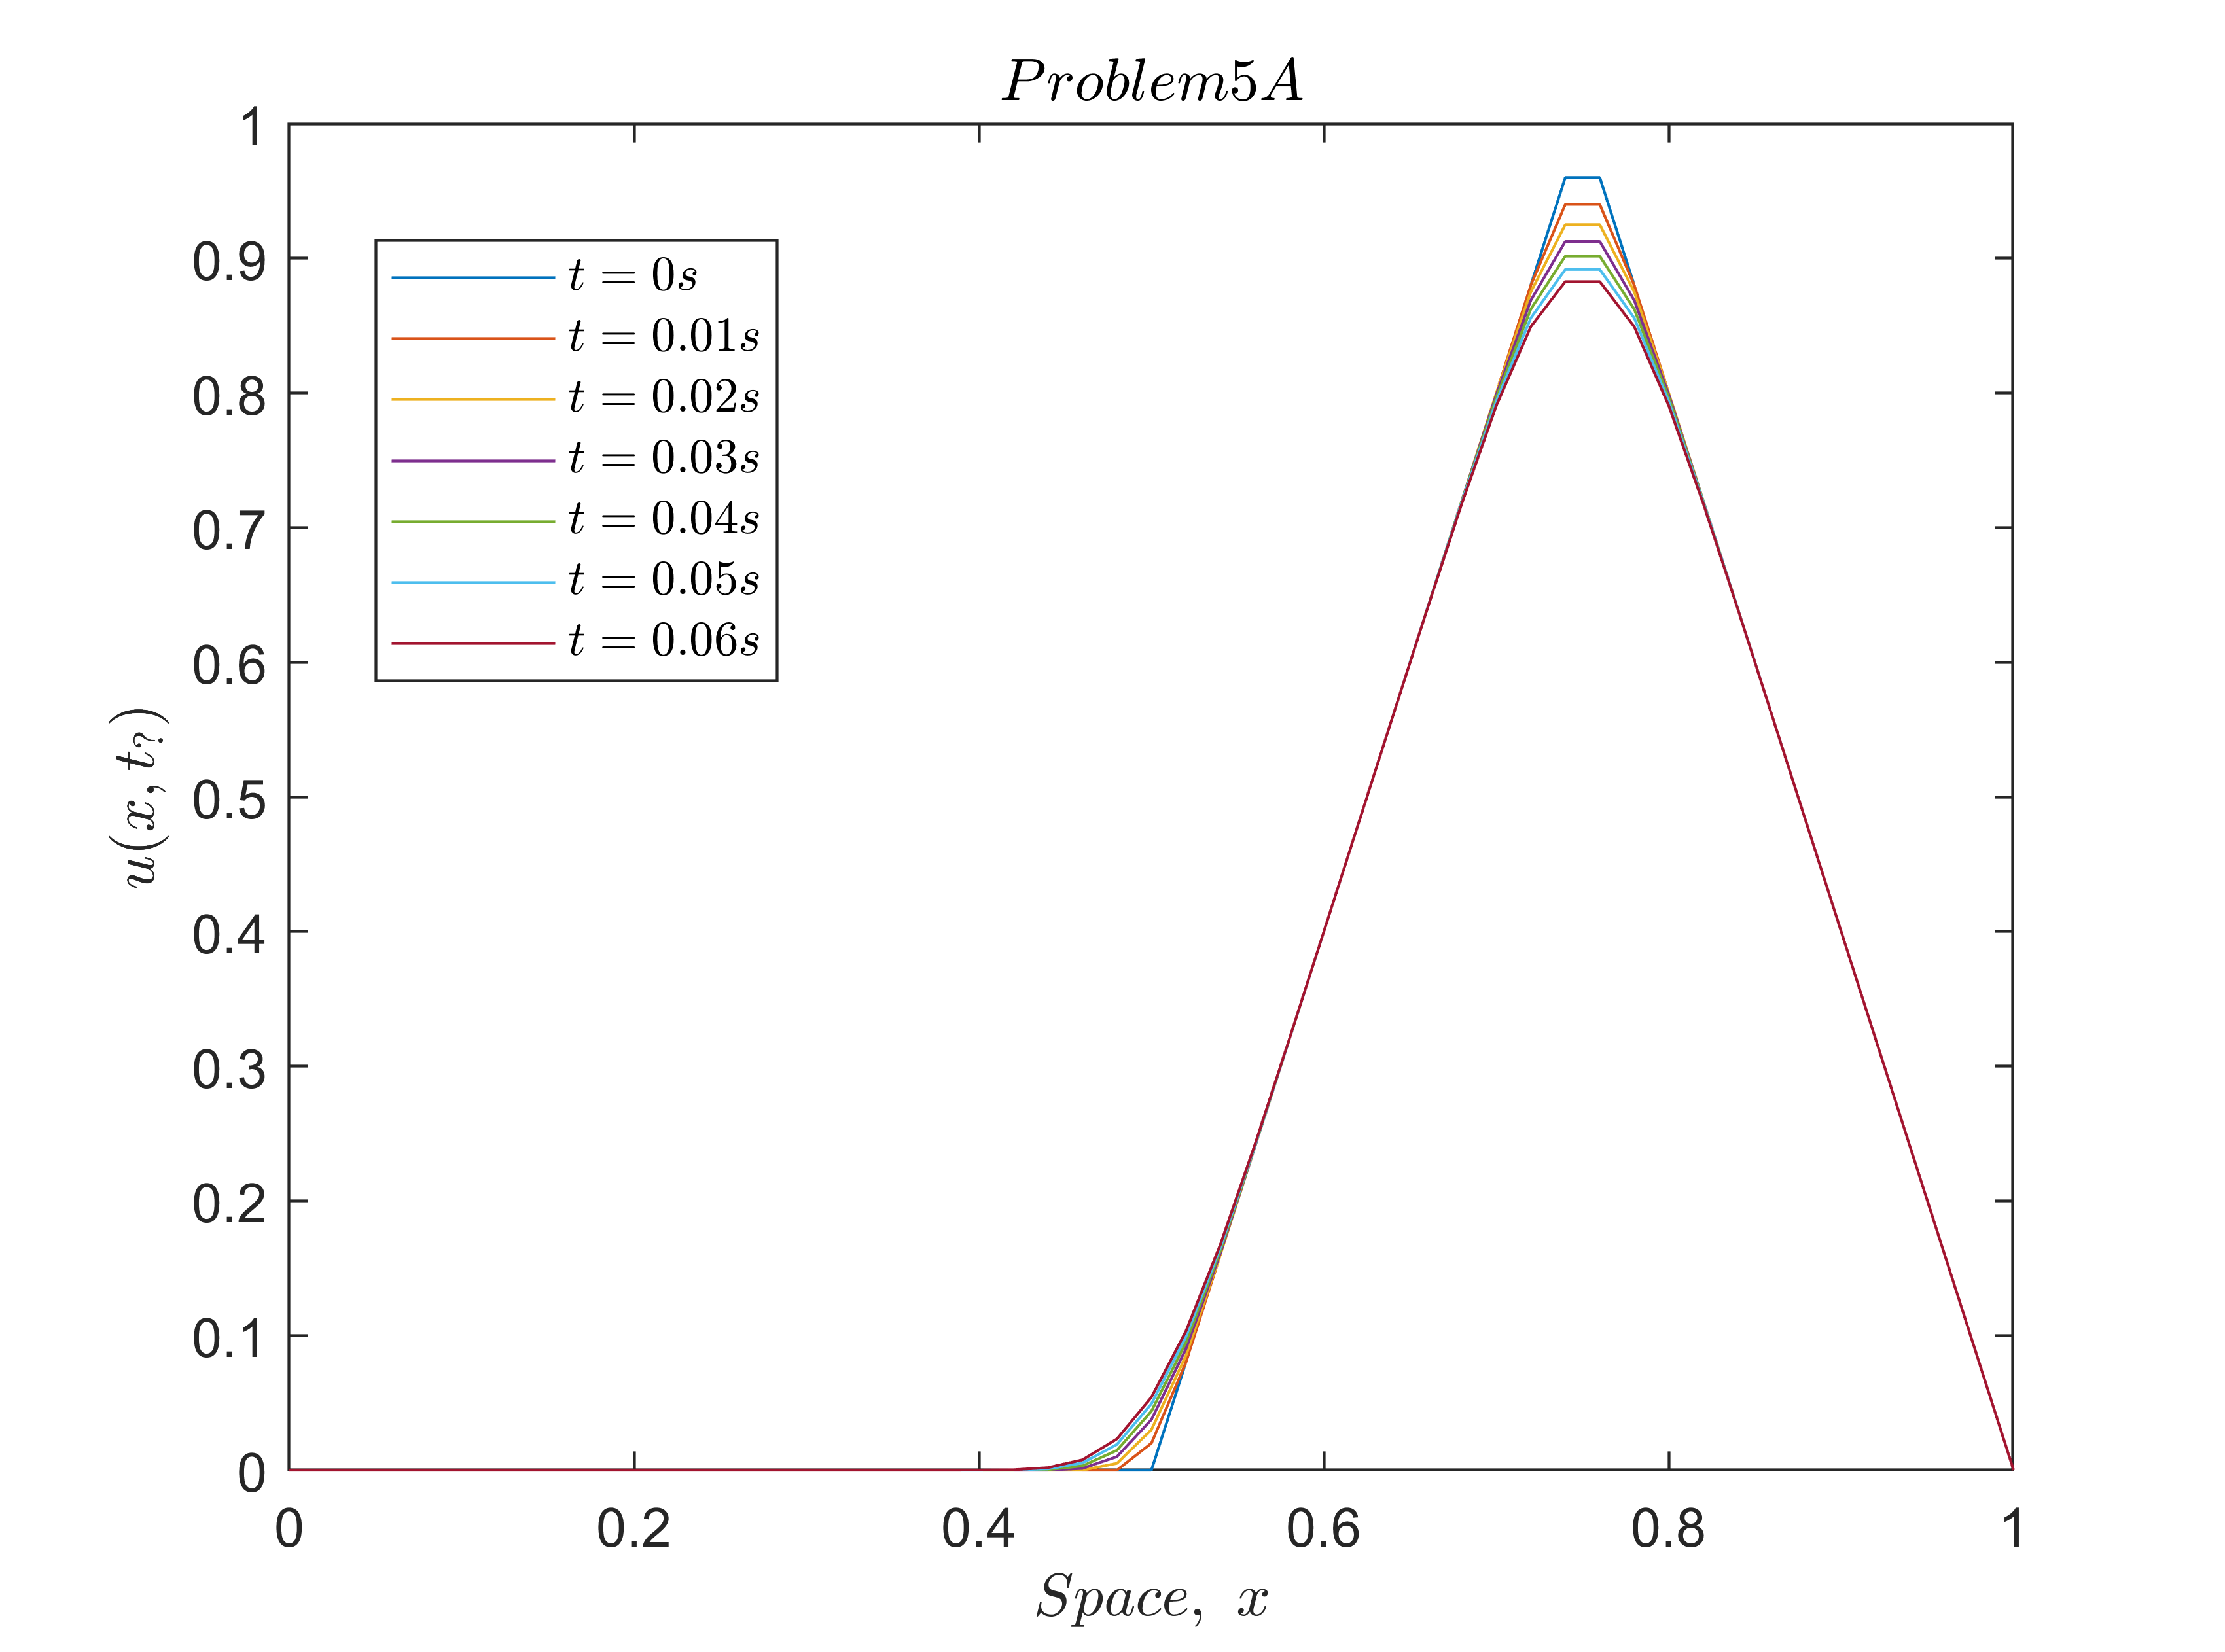 Problem5A
1
0.9
0.8
0.7
0.6
0.5
0.4
0.3
0.2
0.1
0
u(x, t?)
t = 0s
t = 0.01s
t = 0.02s
t = 0.03s
t = 0.04s
t = 0.05s
t = 0.06s
0 0.2 0.4 0.6 0.8 1
Space, x